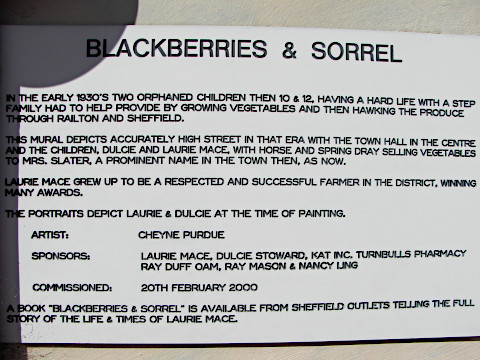 BLACKBERRIES & SORREL
IN THE EARLY 1930'S TWO ORPHANED CHILDREN THEN 10 & 12, HAVING A HARD LIFE WITH A STEP
FAMILY HAD TO HELP PROVIDE BY GROWING VEGETABLES AND THEN HAWKING THE PRODUCE
THROUGH RAILTON AND SHEFFIELD.
THIS MURAL DEPICTS ACCURATELY HIGH STREET IN THAT ERA WITH THE TOWN HALL IN THE CENTRE
AND THE CHILDREN, DULCIE AND LAURIE MACE, WITH HORSE AND SPRING DRAY SELLING VEGETABLES
TO MRS. SLATER, A PROMINENT NAME IN THE TOWN THEN, AS NOW.
LAURIE MACE GREW UP TO BE A RESPECTED AND SUCCESSFUL FARMER IN THE DISTRICT, WINNING
MANY AWARDS.
THE PORTRAITS DEPICT LAURIE & DULCIE AT THE TIME OF PAINTING.
ARTIST: CHEYNE PURDUE
SPONSORS: LAURIE MACE, DULCIE STOWARD, KAT INC. TURNBULLS PHARMACY
RAY DUFF OAM, RAY MASON & NANCY LING
COMMISSIONED: 20TH FEBRUARY 2000
A BOOK "BLACKBERRIES & SORREL" IS AVAILABLE FROM SHEFFIELD OUTLETS TELLING THE FULL
STORY OF THE LIFE & TIMES OF LAURIE MACE.